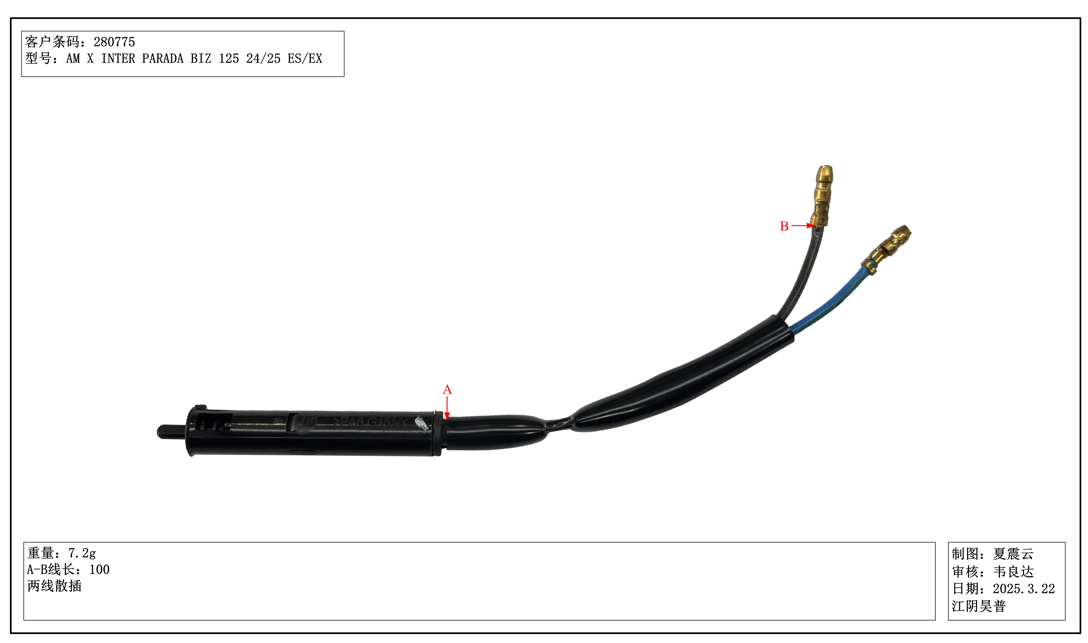 客户条码：280775
型号：AM X INTER PARADA BIZ 125 24/25 ES/EX
B
A
重量：7.2g
A-B线长：100
两线散插
制图：夏震云
审核：韦良达
日期：2025.3.22
江阴昊普